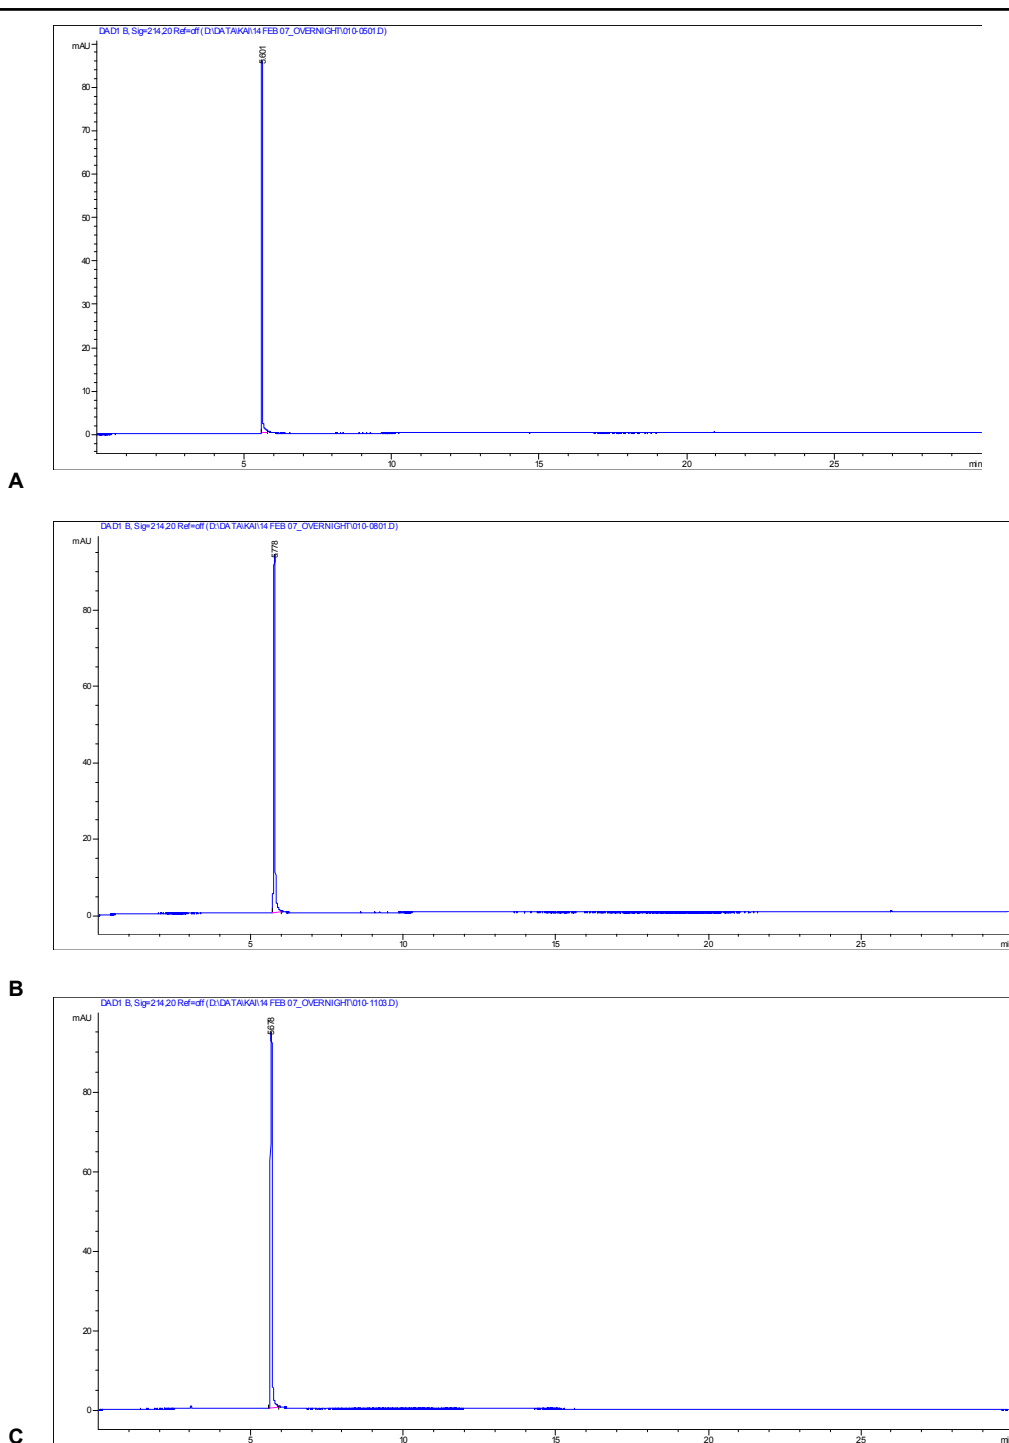 DAD1 B, Sig=214,20 Ref=off (D:\DATA\KAI\14 FEB 07_OVERNIGHT\010-0501.D)
mAU
5.601
80
70
60
50
40
30
20
10
0
5 10 15 20 25 min
A
DAD1 B, Sig=214,20 Ref=off (D:\DATA\KAI\14 FEB 07_OVERNIGHT\010-0801.D)
mAU
5.778
80
60
40
20
0
5 10 15 20 25 mi
B
DAD1 B, Sig=214,20 Ref=off (D:\DATA\KAI\14 FEB 07_OVERNIGHT\010-1103.D)
mAU
5.678
80
60
40
20
0
5 10 15 20 25 mi
C